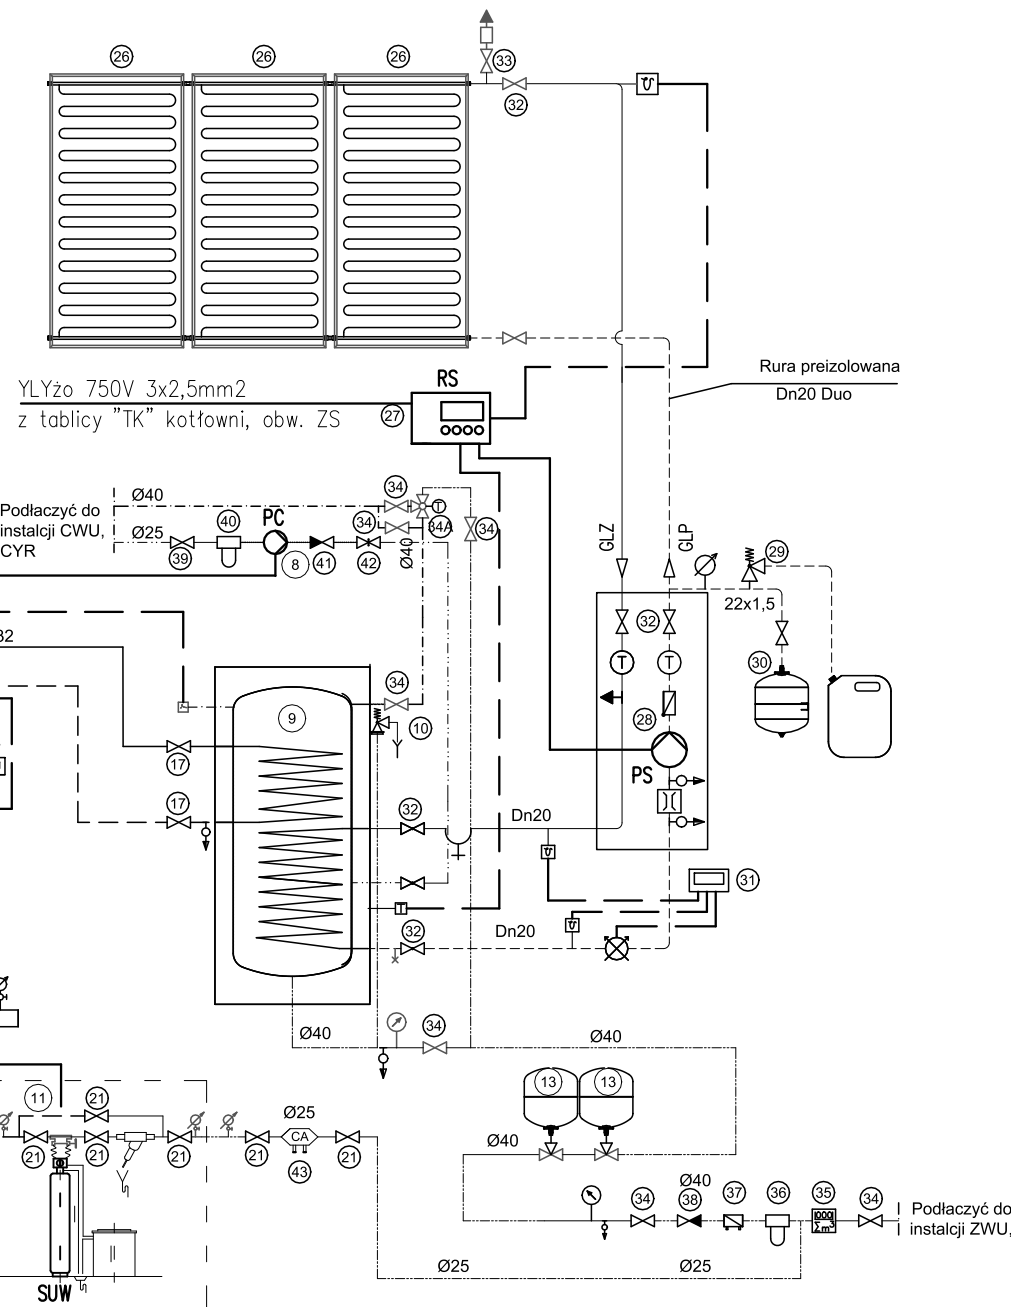 26
26
26
33
32
Rura preizolowana
Dn20 Duo
YLYżo 750V 3x2,5mm2
z tablicy "TK" kotłowni, obw. ZS
RS
27
Podłaczyć do
instalcji CWU,
CYR
Ø40
34
T
34A
34
Ø25
40
PC
34
39
8
41
42
Ø40
GLZ
GLP
29
22x1,5
32
T
T
30
34
28
9
10
PS
17
17
32
Dn20
31
T
32
Dn20
Ø40
34
Ø40
13
13
11
21
Ø25
CA
21
21
21
21
43
21
Ø40
Ø40
34
38
37
36
35
34
0001
Σm³
Podłaczyć do
instalcji ZWU,
Ø25
Ø25
SUW